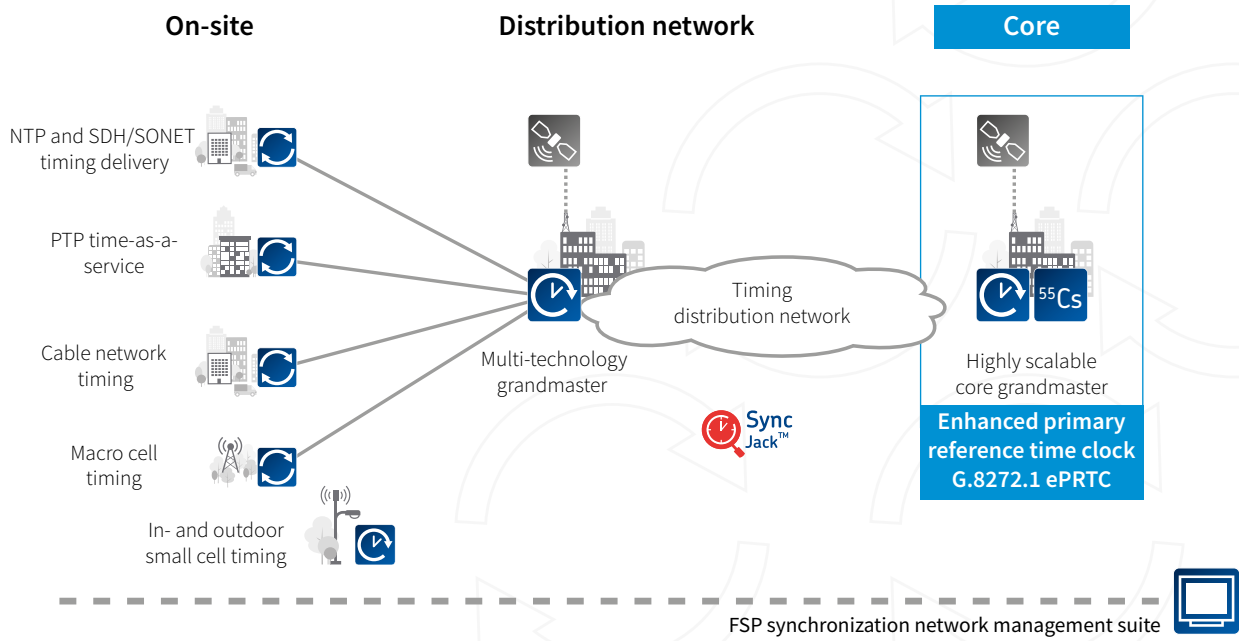 On-site
Distribution network
Core
NTP and SDH/SONET
timing delivery
PTP time-as-a-
service
Cable network
timing
Macro cell
timing
In- and outdoor
small cell timing
Multi-technology
grandmaster
Timing
distribution network
Sync
Jack™
⁵⁵Cs
Highly scalable
core grandmaster
Enhanced primary
reference time clock
G.8272.1 ePRTC
FSP synchronization network management suite